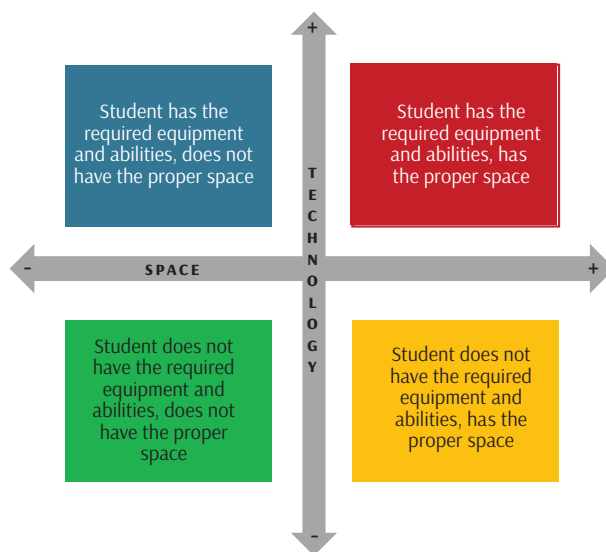 +
Student has the
required equipment
and abilities, does not
have the proper space
Student has the
required equipment
and abilities, has
the proper space
TECHNOLOGY
- SPACE +
Student does not
have the required
equipment and
abilities, does not
have the proper
space
Student does not
have the required
equipment and
abilities, has the
proper space
-